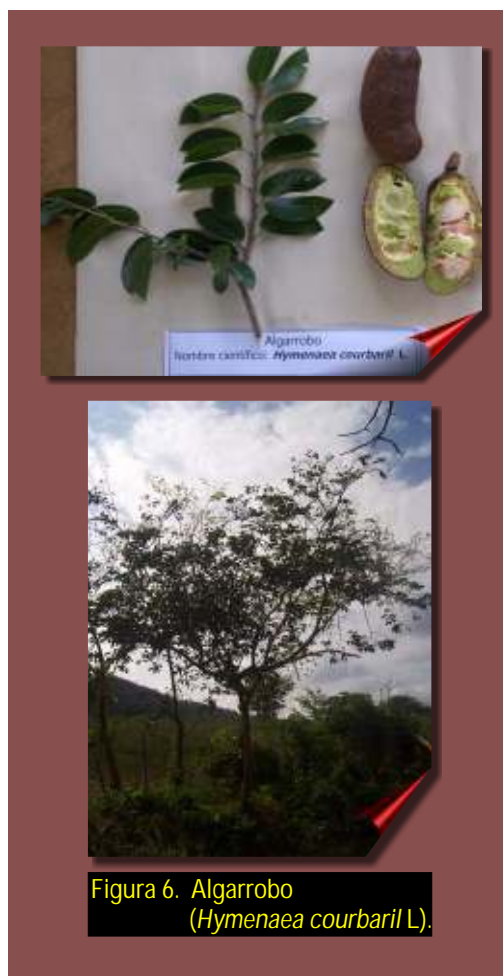 Algarrobo
Nombre científico: Hymenaea courbaril L.
Figura 6. Algarrobo
(Hymenaea courbaril L).